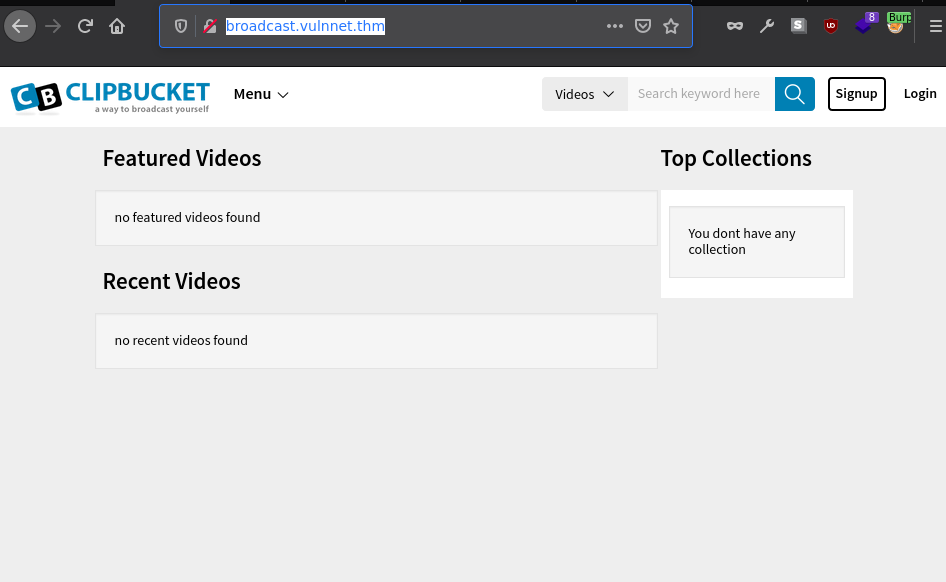 broadcast.vulnnet.thm
S
UD
8
Burp
CB CLIPBUCKET
a way to broadcast yourself
Menu
Videos
Search keyword here
Signup
Login
Featured Videos
Top Collections
no featured videos found
You dont have any
collection
Recent Videos
no recent videos found